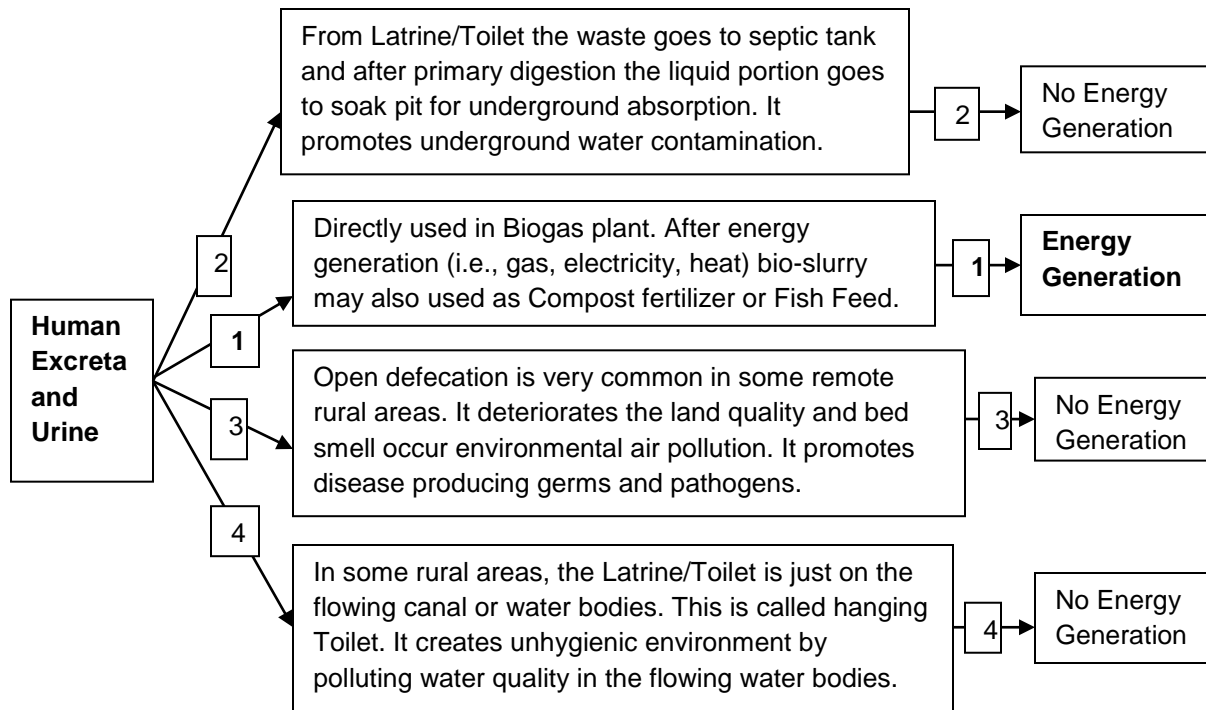 From Latrine/Toilet the waste goes to septic tank
and after primary digestion the liquid portion goes
to soak pit for underground absorption. It
promotes underground water contamination.
2
No Energy
Generation
2
Directly used in Biogas plant. After energy
generation (i.e., gas, electricity, heat) bio-slurry
may also used as Compost fertilizer or Fish Feed.
1
Energy
Generation
Human
Excreta
and
Urine
1
Open defecation is very common in some remote
rural areas. It deteriorates the land quality and bed
smell occur environmental air pollution. It promotes
disease producing germs and pathogens.
3
No Energy
Generation
3
4
In some rural areas, the Latrine/Toilet is just on the
flowing canal or water bodies. This is called hanging
Toilet. It creates unhygienic environment by
polluting water quality in the flowing water bodies.
4
No Energy
Generation